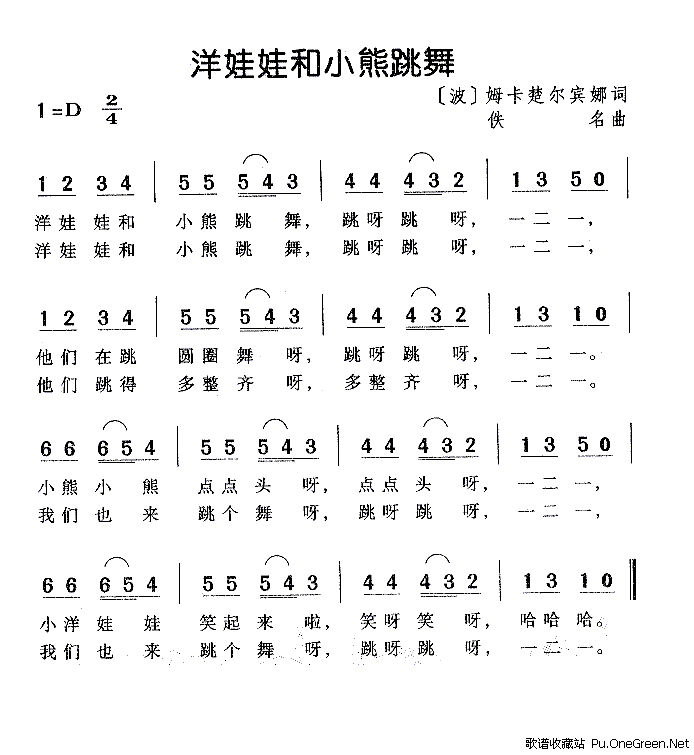 洋娃娃和小熊跳舞
1=D 2/4
〔波〕姆卡楚尔宾娜词
佚 名曲
1 2 3 4 | 5 5 5 4 3 | 4 4 4 3 2 | 1 3 5 0 |
洋娃 娃和 小熊跳 舞, 跳呀跳 呀, 一二一,
洋娃 娃和 小熊跳 舞, 跳呀跳 呀, 一二一,
1 2 3 4 | 5 5 5 4 3 | 4 4 4 3 2 | 1 3 1 0 |
他们 在跳 圆圈舞 呀, 跳呀跳 呀, 一二一。
他们 跳得 多整齐 呀, 多整齐 呀, 一二一。
6 6 6 5 4 | 5 5 5 4 3 | 4 4 4 3 2 | 1 3 5 0 |
小熊小 熊 点点头 呀, 点点头 呀, 一二一,
我们也 来 跳个舞 呀, 跳呀跳 呀, 一二一,
6 6 6 5 4 | 5 5 5 4 3 | 4 4 4 3 2 | 1 3 1 0 ‖
小洋娃 娃 笑起来 啦, 笑呀笑 呀, 哈哈哈。
我们也 来 跳个舞 呀, 跳呀跳 呀, 一二一。
歌谱收藏站 Pu.OneGreen.Net